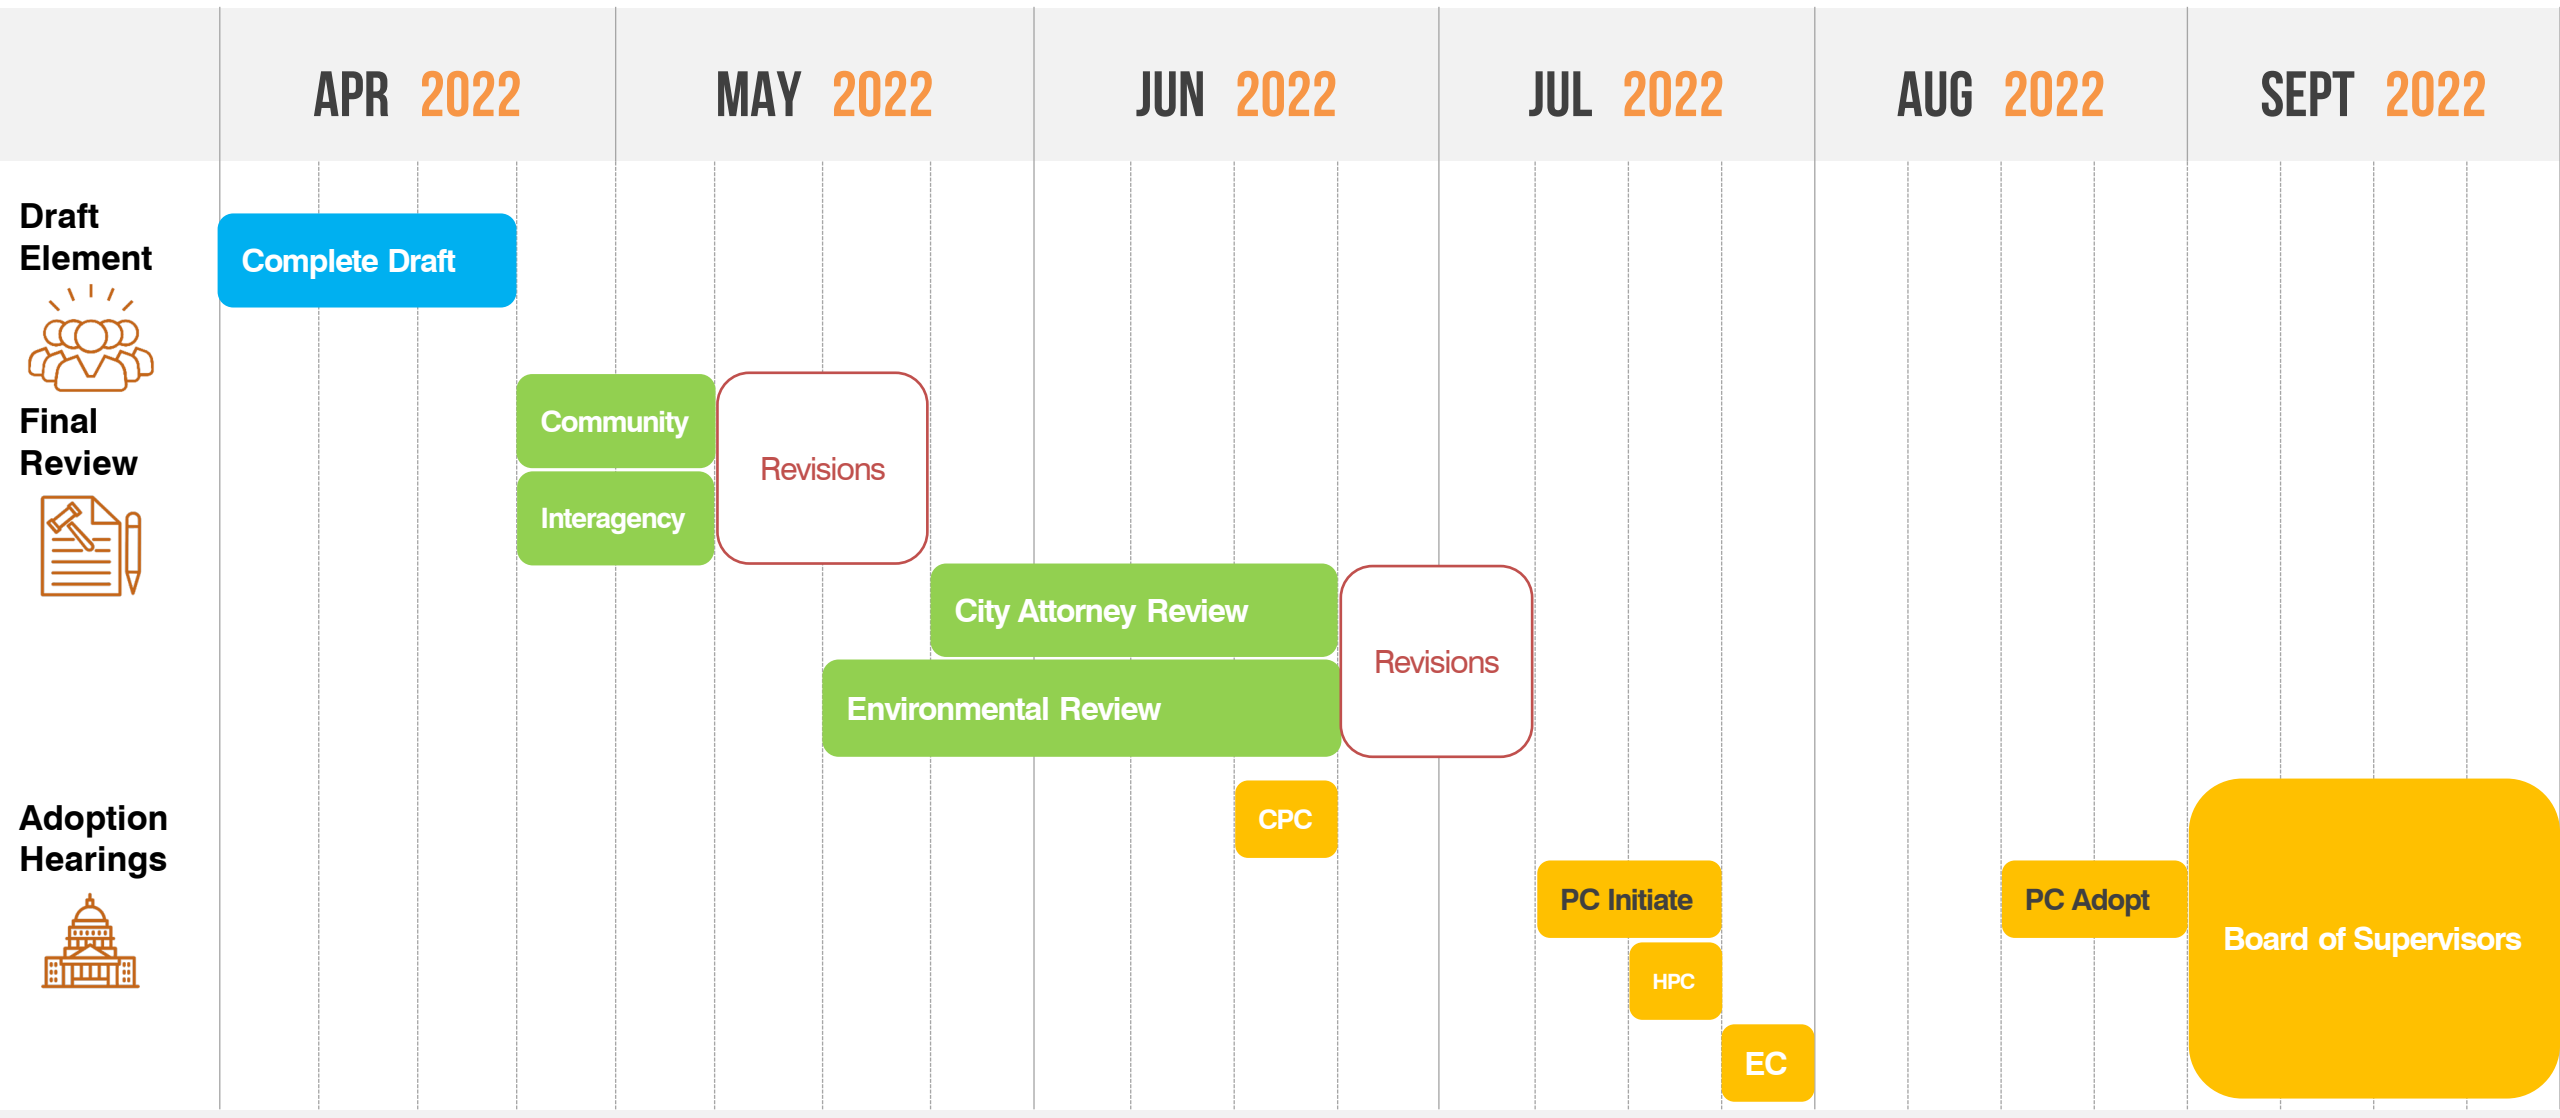 APR 2022 MAY 2022 JUN 2022 JUL 2022 AUG 2022 SEPT 2022
Draft
Element
Complete Draft
Final
Review
Community
Interagency
Revisions
City Attorney Review
Environmental Review
Revisions
Adoption
Hearings
CPC
PC Initiate
HPC
EC
PC Adopt
Board of Supervisors